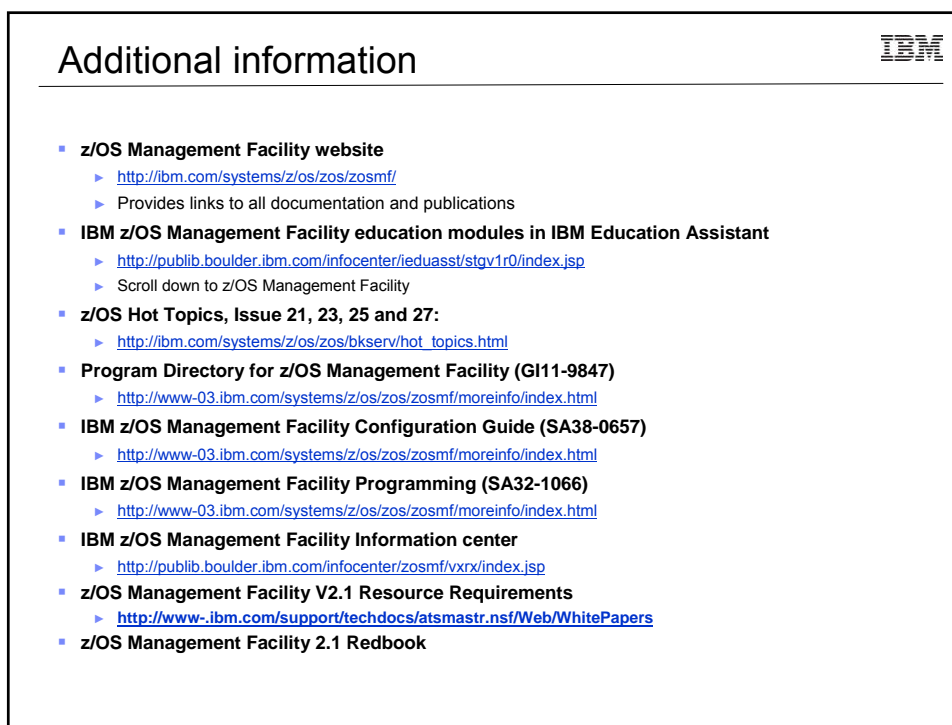 Additional information
IBM
z/OS Management Facility website
http://ibm.com/systems/z/os/zos/zosmf/
Provides links to all documentation and publications
IBM z/OS Management Facility education modules in IBM Education Assistant
http://publib.boulder.ibm.com/infocenter/ieduasst/stgv1r0/index.jsp
Scroll down to z/OS Management Facility
z/OS Hot Topics, Issue 21, 23, 25 and 27:
http://ibm.com/systems/z/os/zos/bkserv/hot_topics.html
Program Directory for z/OS Management Facility (GI11-9847)
http://www-03.ibm.com/systems/z/os/zos/zosmf/moreinfo/index.html
IBM z/OS Management Facility Configuration Guide (SA38-0657)
http://www-03.ibm.com/systems/z/os/zos/zosmf/moreinfo/index.html
IBM z/OS Management Facility Programming (SA32-1066)
http://www-03.ibm.com/systems/z/os/zos/zosmf/moreinfo/index.html
IBM z/OS Management Facility Information center
http://publib.boulder.ibm.com/infocenter/zosmf/vxrx/index.jsp
z/OS Management Facility V2.1 Resource Requirements
http://www-.ibm.com/support/techdocs/atsmastr.nsf/Web/WhitePapers
z/OS Management Facility 2.1 Redbook